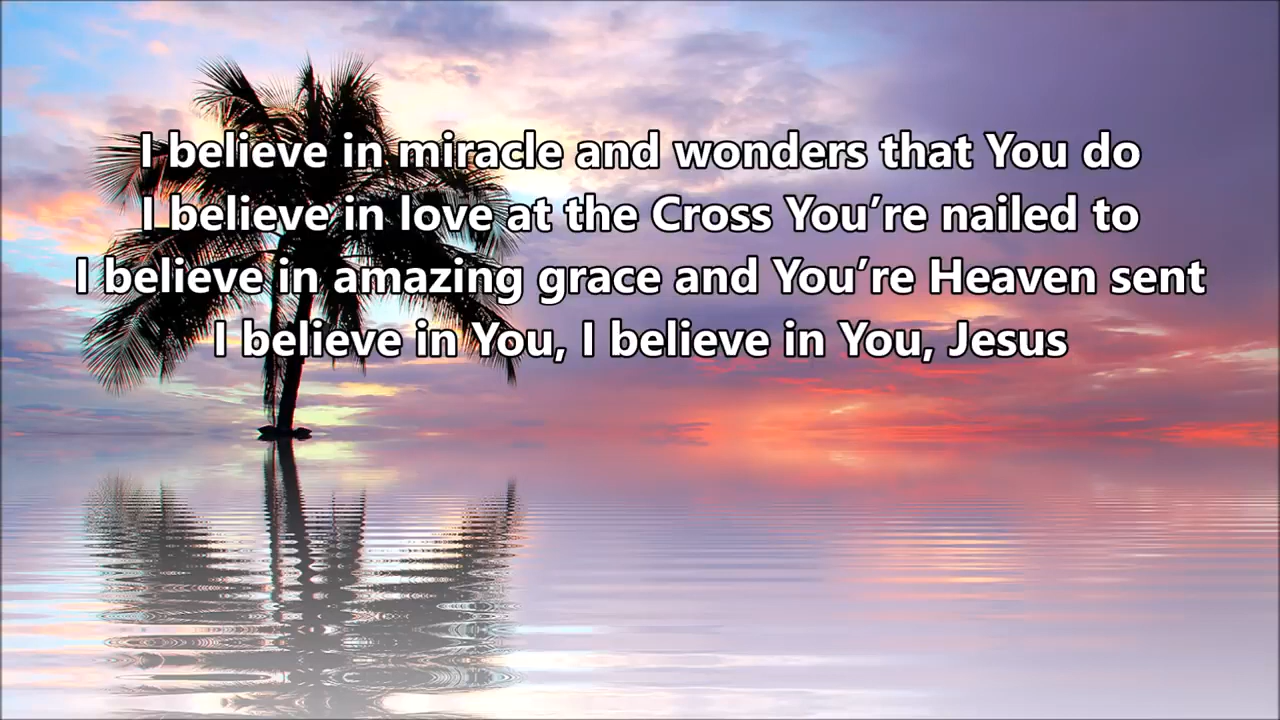 I believe in miracle and wonders that You do
I believe in love at the Cross You’re nailed to
I believe in amazing grace and You’re Heaven sent
I believe in You, I believe in You, Jesus